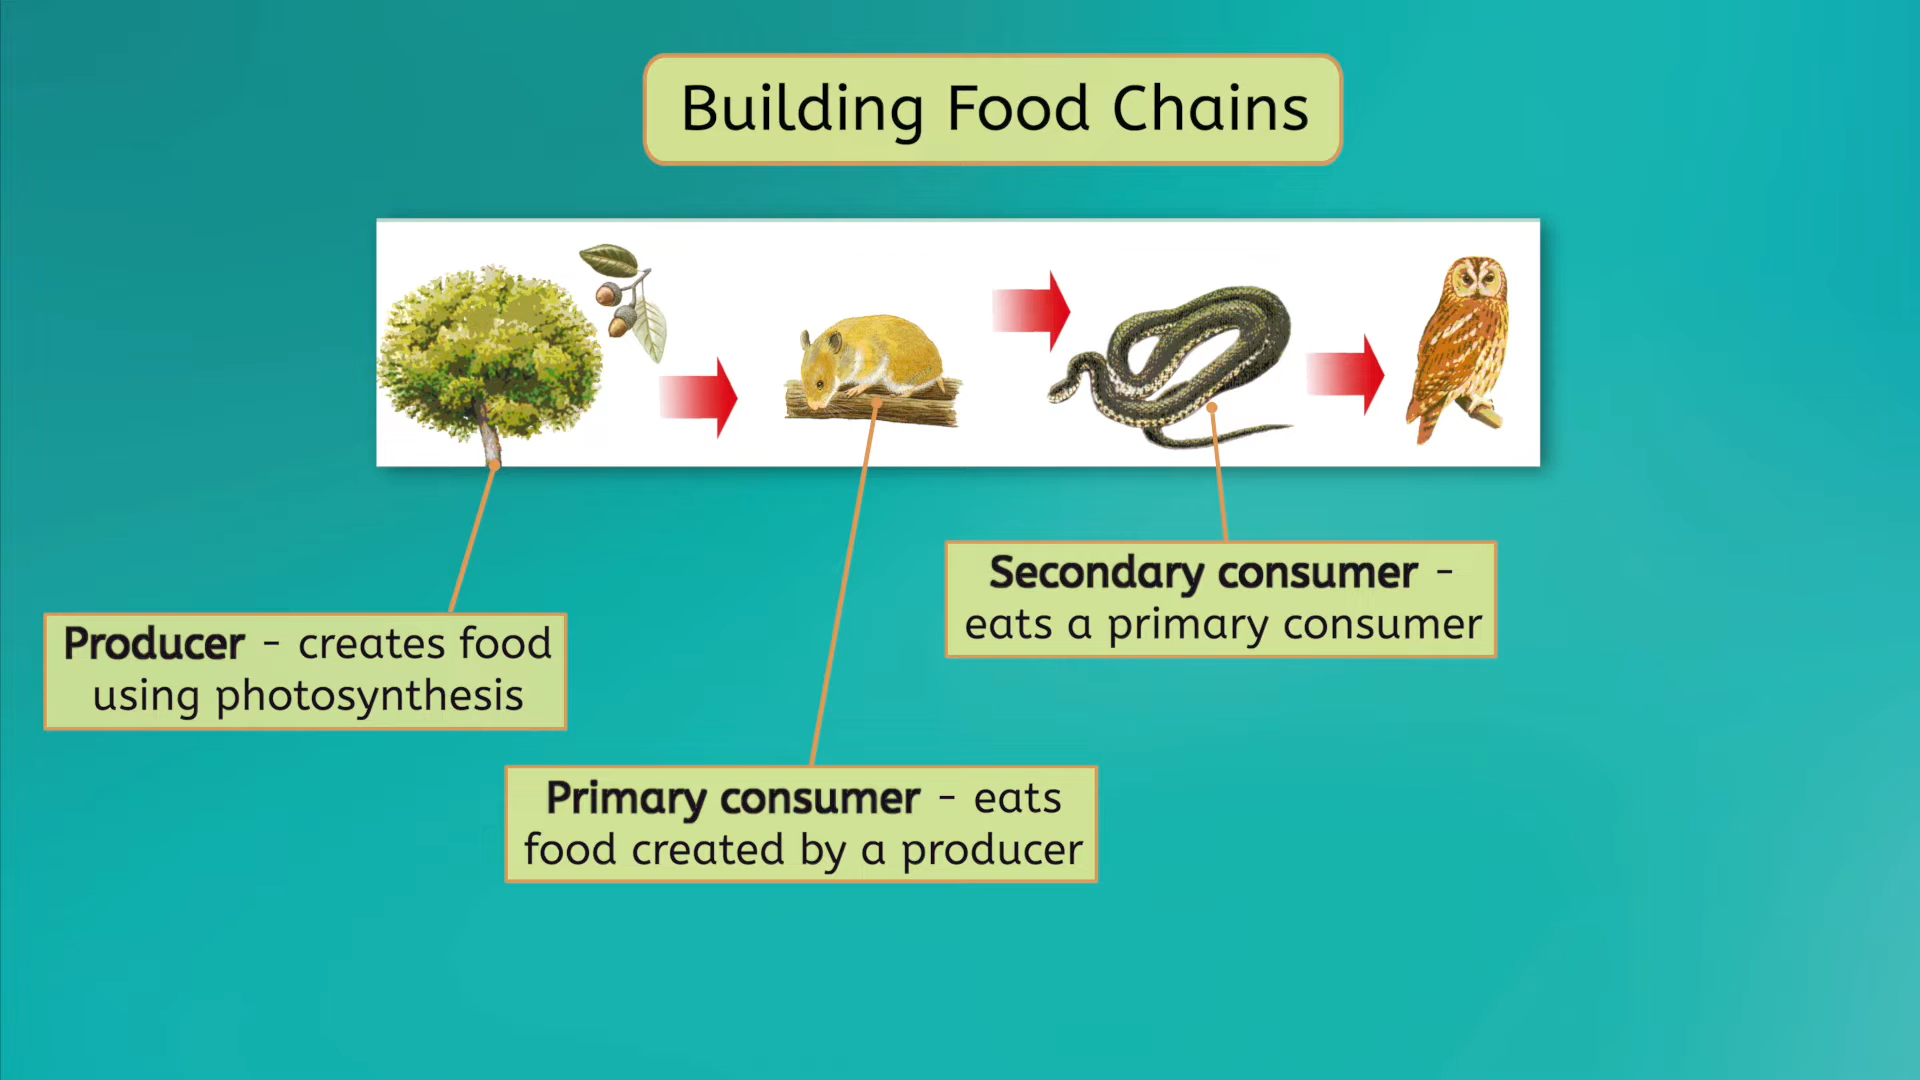 Building Food Chains
Producer - creates food
using photosynthesis
Primary consumer - eats
food created by a producer
Secondary consumer -
eats a primary consumer